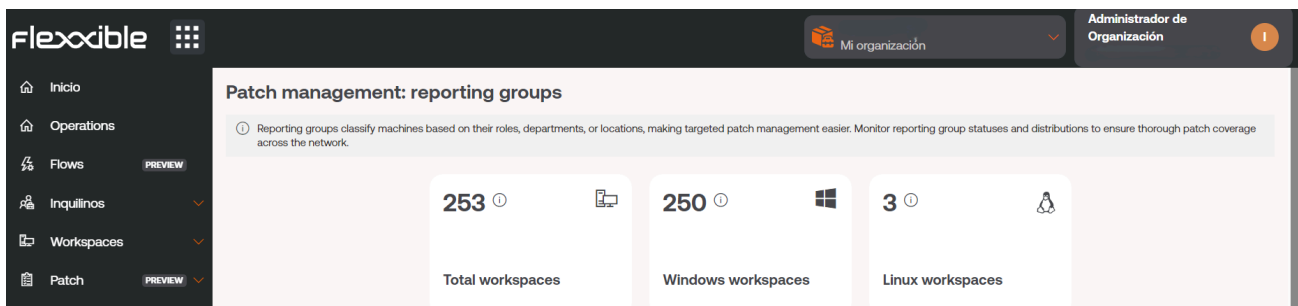 Flexxible
Mi organización
Administrador de
Organización
I
Inicio
Operations
Flows PREVIEW
Inquilinos
Workspaces
Patch PREVIEW
Patch management: reporting groups
Reporting groups classify machines based on their roles, departments, or locations, making targeted patch management easier. Monitor reporting group statuses and distributions to ensure thorough patch coverage
across the network.
253
Total workspaces
250
Windows workspaces
3
Linux workspaces